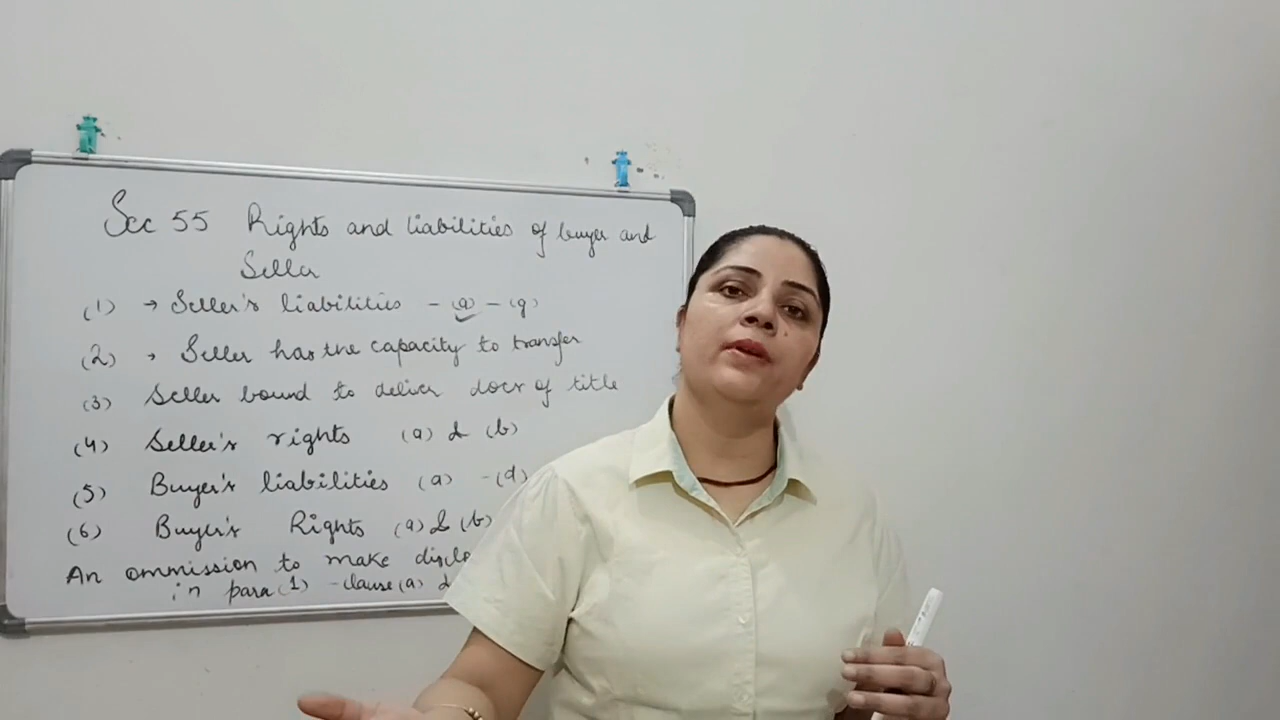 Sec 55 Rights and liabilities of buyer and
Seller
(1) → Seller's liabilities - (a) - (g)
(2) → Seller has the capacity to transfer
(3) Seller bound to deliver docs of title
(4) Seller's rights (a) & (b)
(5) Buyer's liabilities (a) - (d)
(6) Buyer's Rights (a) & (b)
An ommission to make
in para (1) - clause (a)